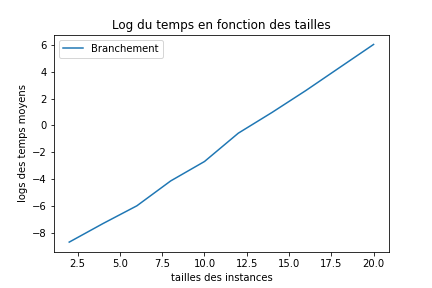 Log du temps en fonction des tailles
Branchement
6
4
2
0
−2
−4
−6
−8
logs des temps moyens
2.5 5.0 7.5 10.0 12.5 15.0 17.5 20.0
tailles des instances